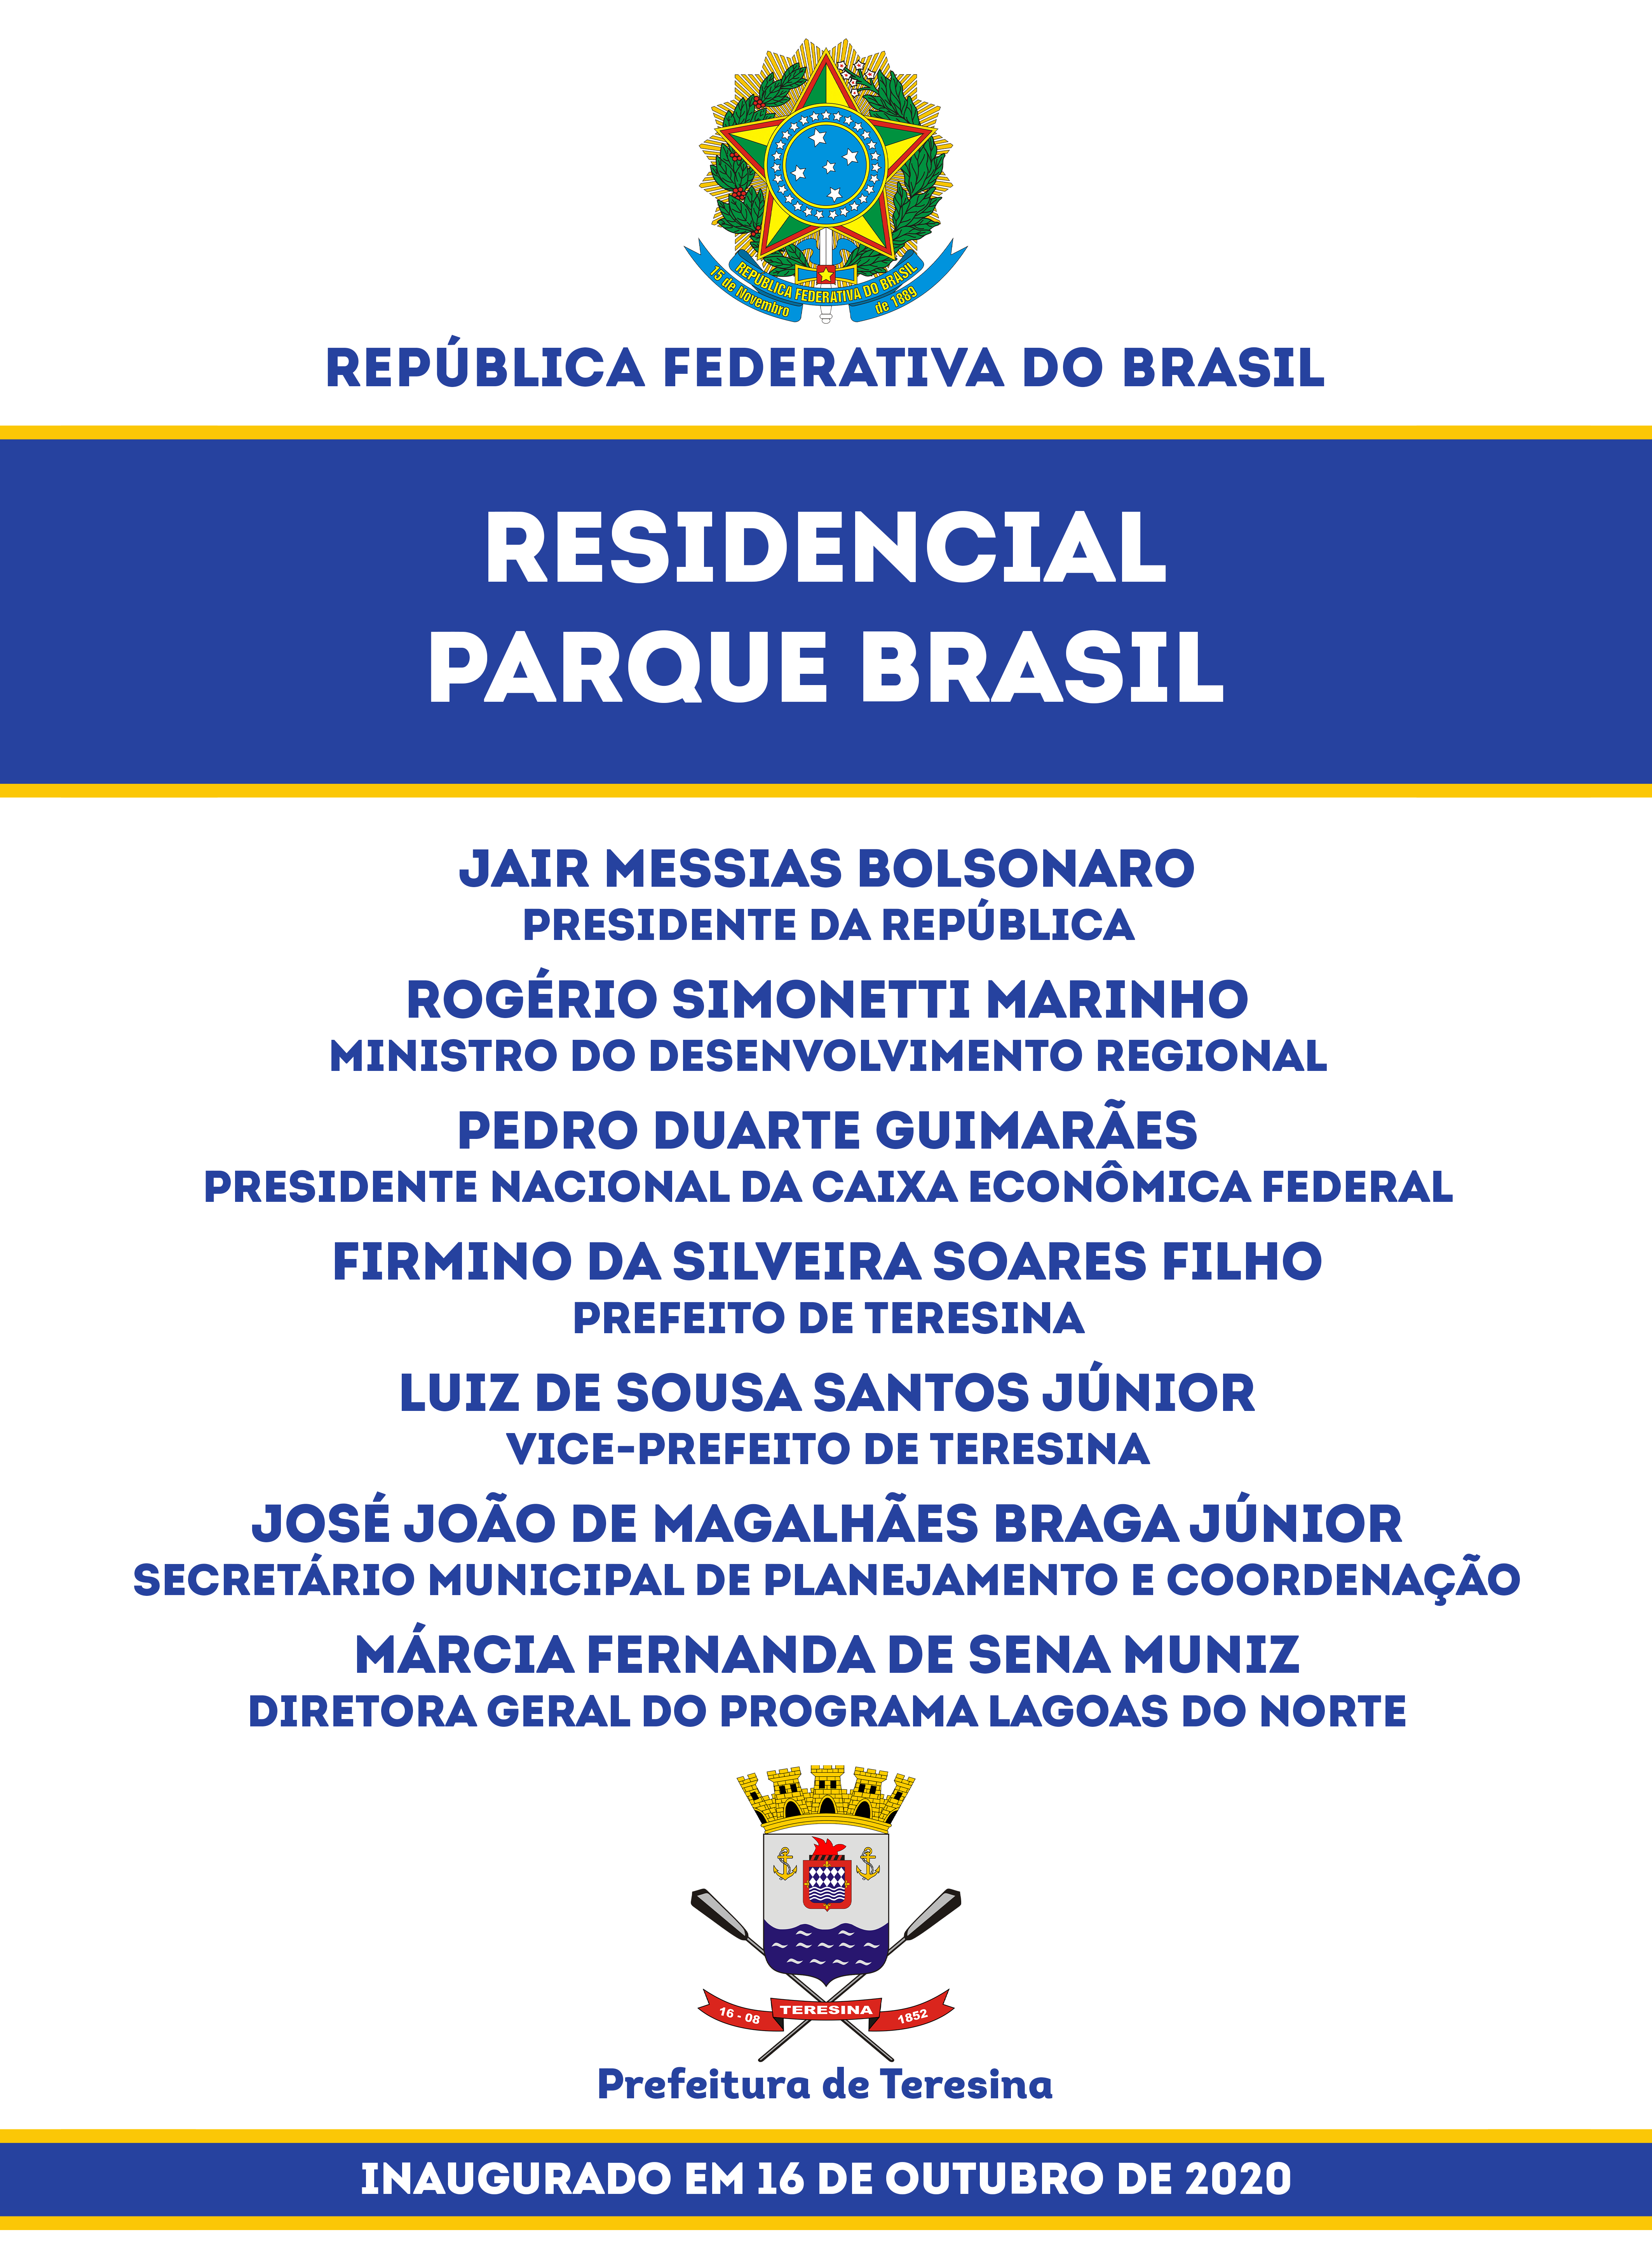 REPÚBLICA FEDERATIVA DO BRASIL
15 de Novembro
de 1889
REPÚBLICA FEDERATIVA DO BRASIL
RESIDENCIAL
PARQUE BRASIL
JAIR MESSIAS BOLSONARO
PRESIDENTE DA REPÚBLICA
ROGÉRIO SIMONETTI MARINHO
MINISTRO DO DESENVOLVIMENTO REGIONAL
PEDRO DUARTE GUIMARÃES
PRESIDENTE NACIONAL DA CAIXA ECONÔMICA FEDERAL
FIRMINO DA SILVEIRA SOARES FILHO
PREFEITO DE TERESINA
LUIZ DE SOUSA SANTOS JÚNIOR
VICE-PREFEITO DE TERESINA
JOSÉ JOÃO DE MAGALHÃES BRAGA JÚNIOR
SECRETÁRIO MUNICIPAL DE PLANEJAMENTO E COORDENAÇÃO
MÁRCIA FERNANDA DE SENA MUNIZ
DIRETORA GERAL DO PROGRAMA LAGOAS DO NORTE
16 - 08
TERESINA
1852
Prefeitura de Teresina
INAUGURADO EM 16 DE OUTUBRO DE 2020